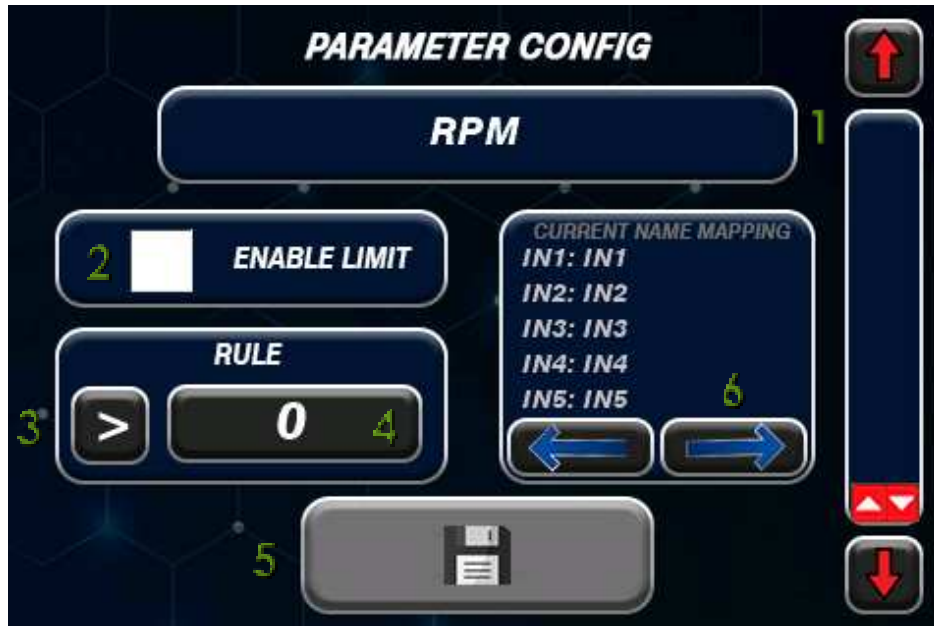 PARAMETER CONFIG
RPM
1
2
ENABLE LIMIT
CURRENT NAME MAPPING
IN1: IN1
IN2: IN2
IN3: IN3
IN4: IN4
IN5: IN5
RULE
3
>
0
4
6
5